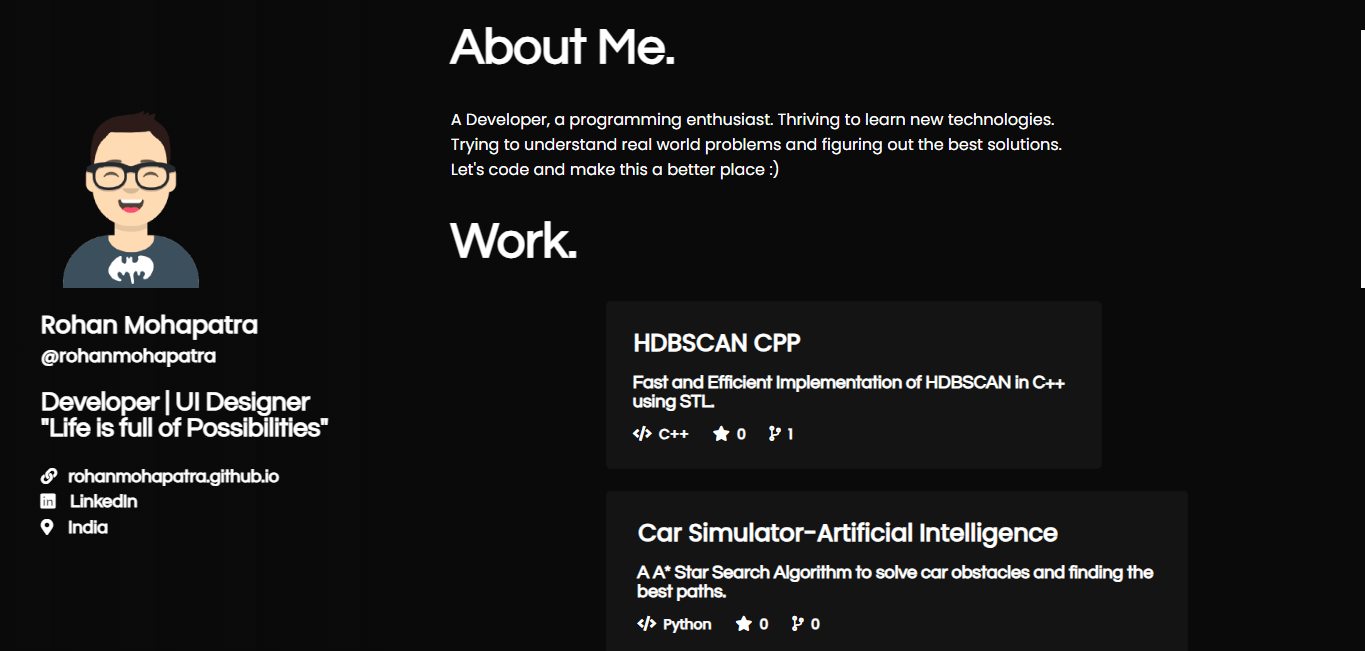 Rohan Mohapatra
@rohanmohapatra
Developer | UI Designer
"Life is full of Possibilities"
rohanmohapatra.github.io
in LinkedIn
India
About Me.
A Developer, a programming enthusiast. Thriving to learn new technologies.
Trying to understand real world problems and figuring out the best solutions.
Let's code and make this a better place :)
Work.
HDBSCAN CPP
Fast and Efficient Implementation of HDBSCAN in C++
using STL.
</> C++ ★ 0 1
Car Simulator-Artificial Intelligence
A A* Star Search Algorithm to solve car obstacles and finding the
best paths.
</> Python ★ 0 0